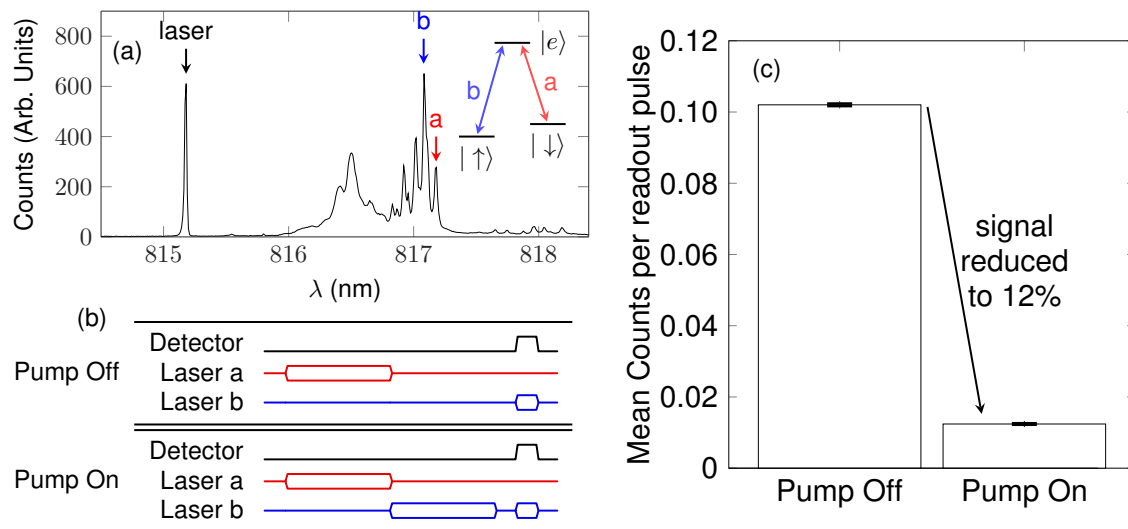 (a)
laser
b
a
|e⟩
b
a
|↑⟩
|↓⟩
Counts (Arb. Units)
800
600
400
200
0
815
816
817
818
λ (nm)
(b)
Pump Off
Detector
Laser a
Laser b
Pump On
Detector
Laser a
Laser b
(c)
Mean Counts per readout pulse
0.12
0.10
0.08
0.06
0.04
0.02
0
signal
reduced
to 12%
Pump Off
Pump On